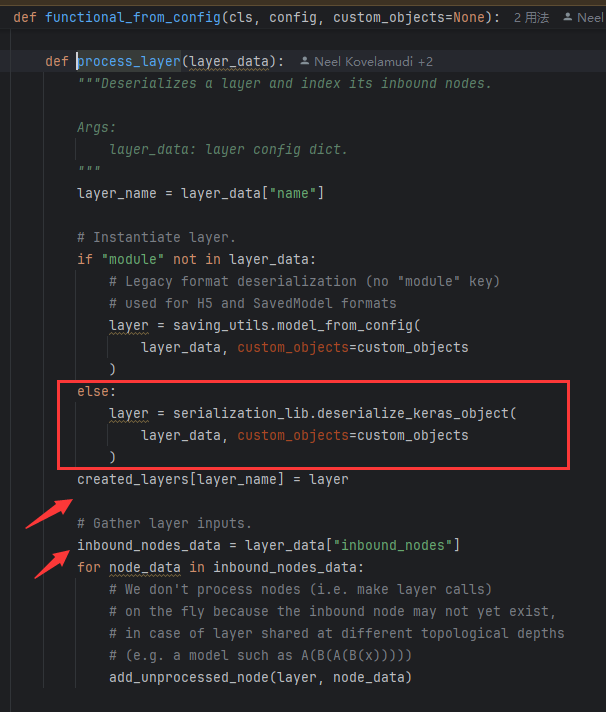 def functional_from_config(cls, config, custom_objects=None): 2 用法 Neel
def process_layer(layer_data): Neel Kovelamudi +2
"""Deserializes a layer and index its inbound nodes.
Args:
layer_data: layer config dict.
"""
layer_name = layer_data["name"]
# Instantiate layer.
if "module" not in layer_data:
# Legacy format deserialization (no "module" key)
# used for H5 and SavedModel formats
layer = saving_utils.model_from_config(
layer_data, custom_objects=custom_objects
)
else:
layer = serialization_lib.deserialize_keras_object(
layer_data, custom_objects=custom_objects
)
created_layers[layer_name] = layer
# Gather layer inputs.
inbound_nodes_data = layer_data["inbound_nodes"]
for node_data in inbound_nodes_data:
# We don't process nodes (i.e. make layer calls)
# on the fly because the inbound node may not yet exist,
# in case of layer shared at different topological depths
# (e.g. a model such as A(B(A(B(x)))))
add_unprocessed_node(layer, node_data)